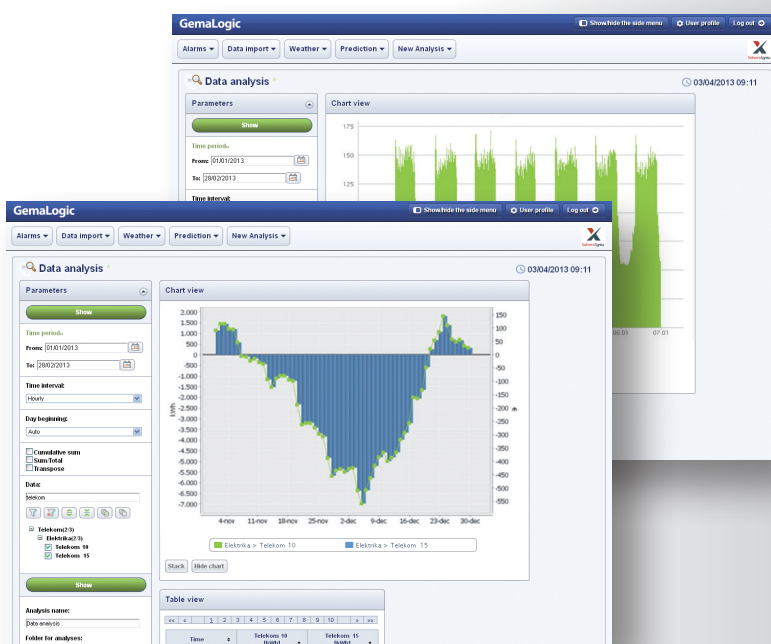 GemaLogic
Show/hide the side menu User profile Log out
Alarms Data import Weather Prediction New Analysis
Data analysis
03/04/2013 09:11
Parameters
Chart view
Show
Time period:
From: 01/01/2013
To: 28/02/2013
Time interval:
175
150
125
06.01 07.01
GemaLogic
Show/hide the side menu User profile Log out
Alarms Data import Weather Prediction New Analysis
Data analysis
03/04/2013 09:11
Parameters
Show
Time period:
From: 01/01/2013
To: 28/02/2013
Time interval:
Hourly
Day beginning:
Auto
Cumulative sum
Sum/Total
Transpose
Data:
telekom
Telekom(2/3)
Elektrika(2/3)
Telekom 10
Telekom 15
Show
Analysis name:
Data analysis
Folder for analyses:
Chart view
2.000
1.500
1.000
500
0
-500
-1.000
-1.500
-2.000
-2.500
-3.000
-3.500
-4.000
-4.500
-5.000
-5.500
-6.000
-6.500
-7.000
kWh
150
100
50
0
-50
-100
-150
-200 €
-250
-300
-350
-400
-450
-500
-550
4-nov 11-nov 18-nov 25-nov 2-dec 9-dec 16-dec 23-dec 30-dec
Elektrika > Telekom 10 Elektrika > Telekom 15
Stack Hide chart
Table view
<< < 1 2 3 4 5 6 7 8 9 10 > >>
Time Telekom 10 [kWh] Telekom 15 [kWh]